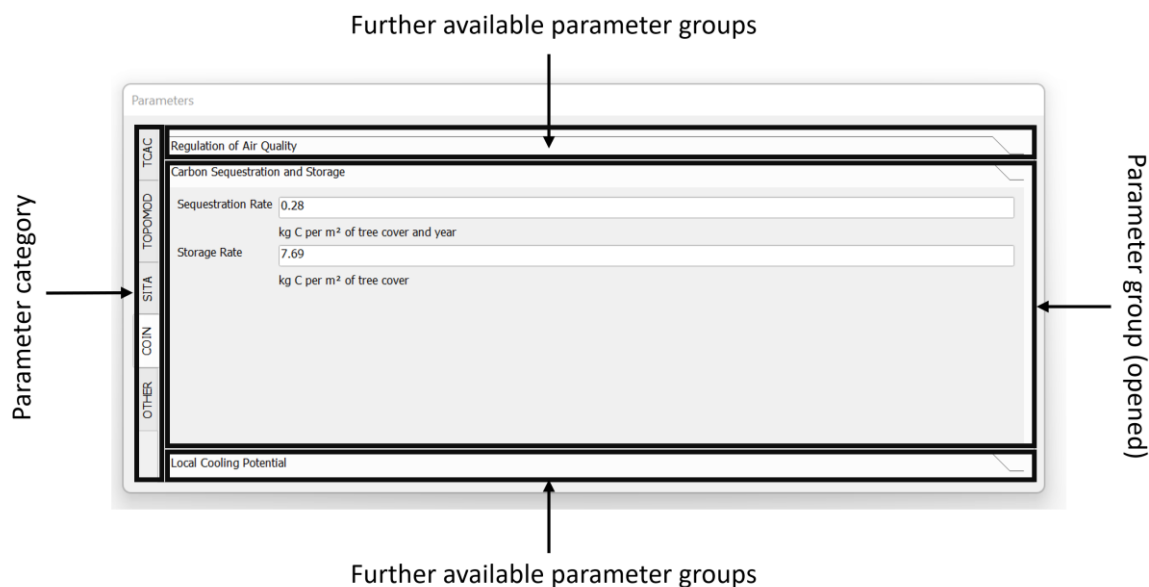 Further available parameter groups
Parameters
TCAC
TOPOMOD
SITA
COIN
OTHER
Regulation of Air Quality
Carbon Sequestration and Storage
Sequestration Rate 0.28
kg C per m² of tree cover and year
Storage Rate 7.69
kg C per m² of tree cover
Local Cooling Potential
Parameter category
Parameter group (opened)
Further available parameter groups